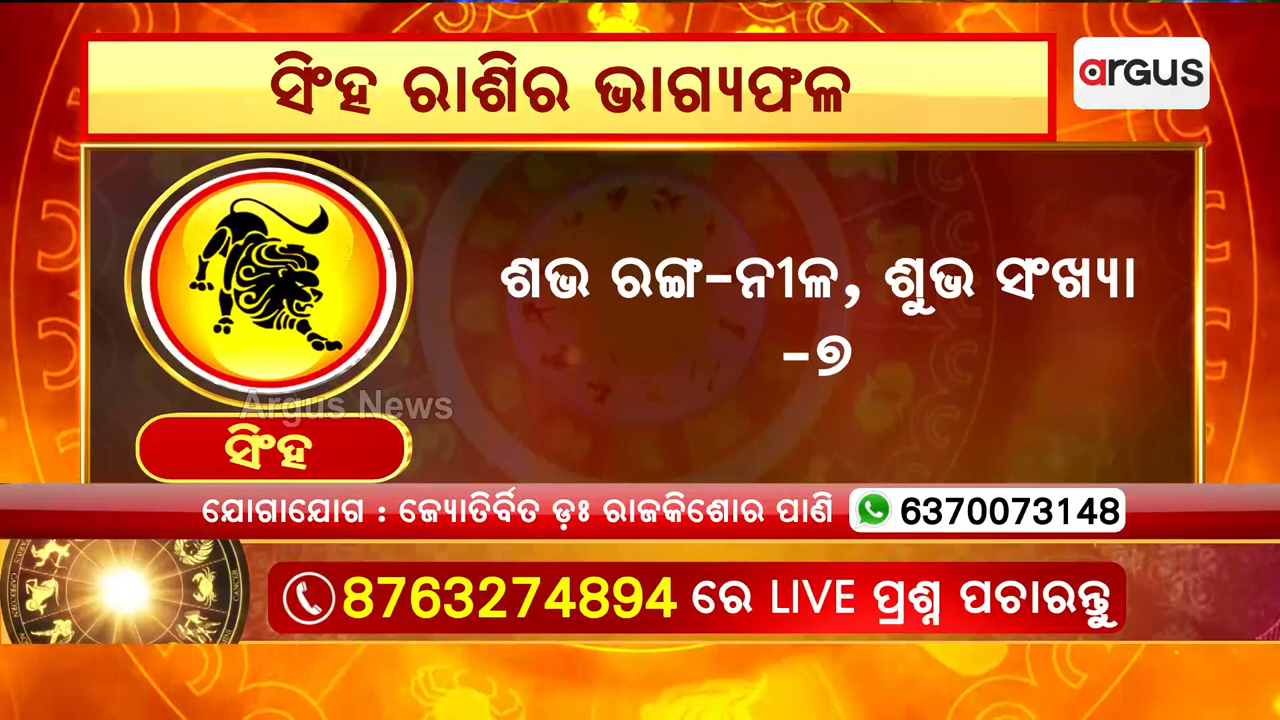 ସିଂହ ରାଶିର ଭାଗ୍ୟଫଳ
argus
ଶଭ ରଙ୍ଗ-ନୀଳ, ଶୁଭ ସଂଖ୍ୟା
-୭
Argus News
ସିଂହ
ଯୋଗାଯୋଗ : ଜ୍ୟୋତିର୍ବିତ ଡ଼ଃ ରାଜକିଶୋର ପାଣି 6370073148
8763274894 ରେ LIVE ପ୍ରଶ୍ନ ପଚାରନ୍ତୁ